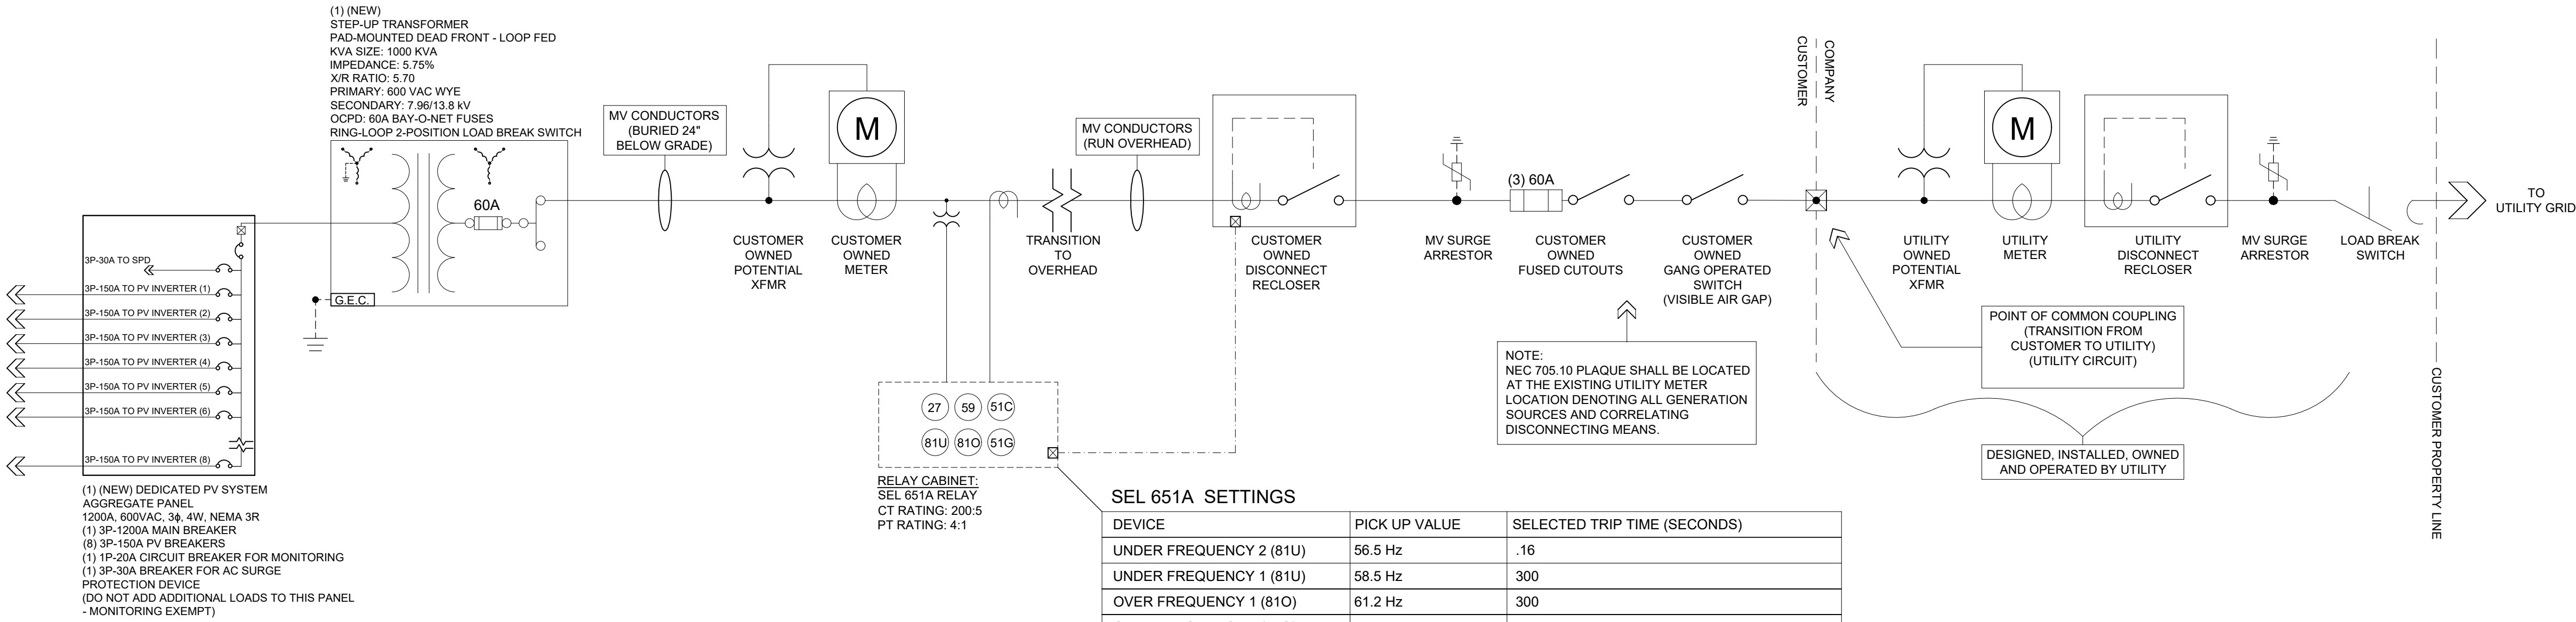 (1) (NEW)
STEP-UP TRANSFORMER
PAD-MOUNTED DEAD FRONT - LOOP FED
KVA SIZE: 1000 KVA
IMPEDANCE: 5.75%
X/R RATIO: 5.70
PRIMARY: 600 VAC WYE
SECONDARY: 7.96/13.8 kV
OCPD: 60A BAY-O-NET FUSES
RING-LOOP 2-POSITION LOAD BREAK SWITCH
60A
G.E.C.
3P-30A TO SPD
3P-150A TO PV INVERTER (1)
3P-150A TO PV INVERTER (2)
3P-150A TO PV INVERTER (3)
3P-150A TO PV INVERTER (4)
3P-150A TO PV INVERTER (5)
3P-150A TO PV INVERTER (6)
3P-150A TO PV INVERTER (8)
(1) (NEW) DEDICATED PV SYSTEM
AGGREGATE PANEL
1200A, 600VAC, 3ϕ, 4W, NEMA 3R
(1) 3P-1200A MAIN BREAKER
(8) 3P-150A PV BREAKERS
(1) 1P-20A CIRCUIT BREAKER FOR MONITORING
(1) 3P-30A BREAKER FOR AC SURGE
PROTECTION DEVICE
(DO NOT ADD ADDITIONAL LOADS TO THIS PANEL
- MONITORING EXEMPT)
MV CONDUCTORS
(BURIED 24"
BELOW GRADE)
M
CUSTOMER
OWNED
POTENTIAL
XFMR
CUSTOMER
OWNED
METER
TRANSITION
TO
OVERHEAD
MV CONDUCTORS
(RUN OVERHEAD)
CUSTOMER
OWNED
DISCONNECT
RECLOSER
MV SURGE
ARRESTOR
(3) 60A
CUSTOMER
OWNED
FUSED CUTOUTS
CUSTOMER
OWNED
GANG OPERATED
SWITCH
(VISIBLE AIR GAP)
CUSTOMER
COMPANY
M
UTILITY
OWNED
POTENTIAL
XFMR
UTILITY
METER
UTILITY
DISCONNECT
RECLOSER
MV SURGE
ARRESTOR
LOAD BREAK
SWITCH
TO
UTILITY GRID
CUSTOMER PROPERTY LINE
POINT OF COMMON COUPLING
(TRANSITION FROM
CUSTOMER TO UTILITY)
(UTILITY CIRCUIT)
DESIGNED, INSTALLED, OWNED
AND OPERATED BY UTILITY
NOTE:
NEC 705.10 PLAQUE SHALL BE LOCATED
AT THE EXISTING UTILITY METER
LOCATION DENOTING ALL GENERATION
SOURCES AND CORRELATING
DISCONNECTING MEANS.
27 59 51C
81U 81O 51G
RELAY CABINET:
SEL 651A RELAY
CT RATING: 200:5
PT RATING: 4:1
SEL 651A SETTINGS
DEVICE PICK UP VALUE SELECTED TRIP TIME (SECONDS)
UNDER FREQUENCY 2 (81U) 56.5 Hz .16
UNDER FREQUENCY 1 (81U) 58.5 Hz 300
OVER FREQUENCY 1 (81O) 61.2 Hz 300